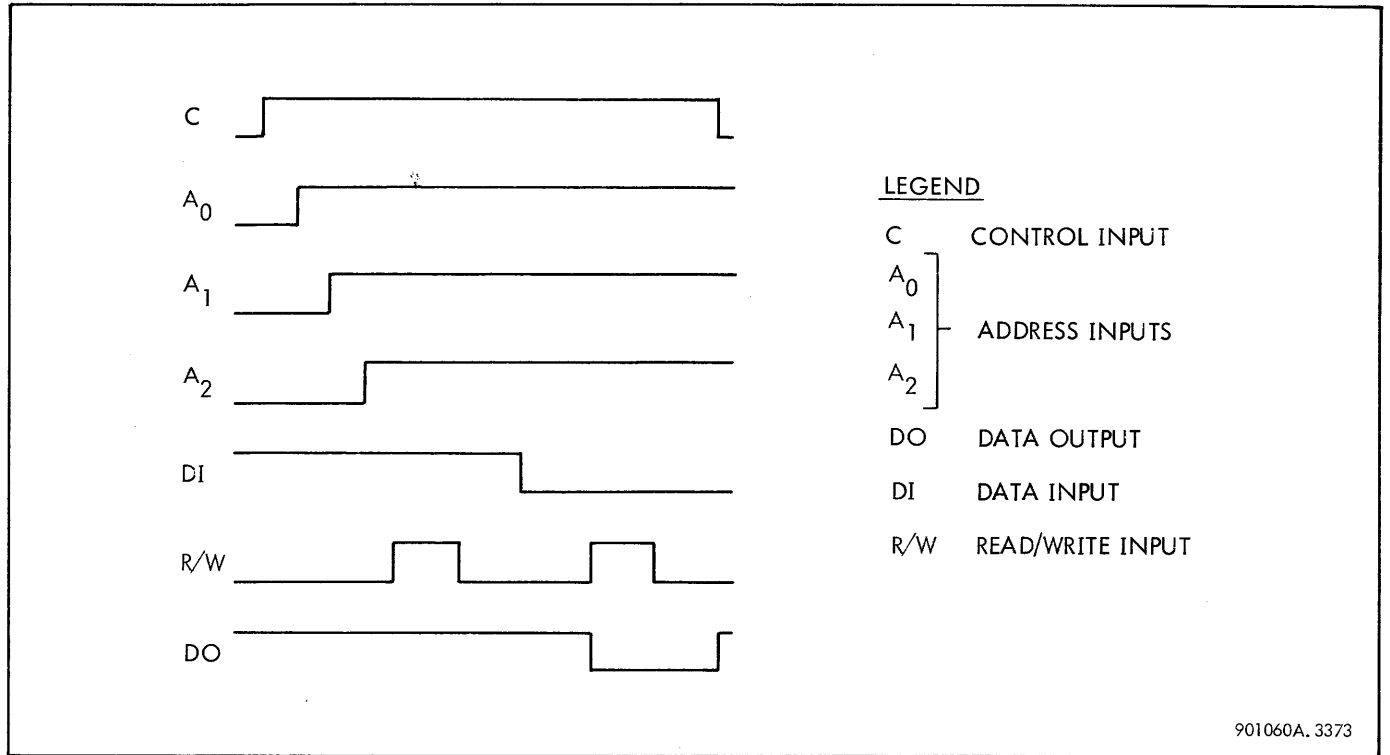 C
A0
A1
A2
DI
R/W
DO
LEGEND
C CONTROL INPUT
A0
A1 ADDRESS INPUTS
A2
DO DATA OUTPUT
DI DATA INPUT
R/W READ/WRITE INPUT
901060A.3373